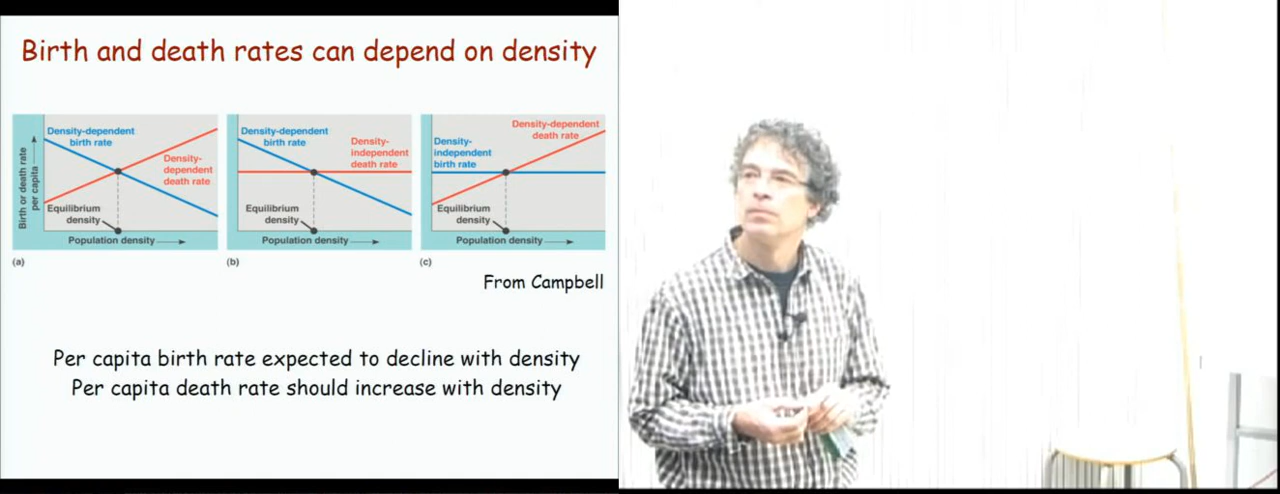 Birth and death rates can depend on density
Density-dependent
birth rate
Density-
dependent
death rate
Birth or death rate
per capita
Equilibrium
density
Population density
(a)
Density-dependent
birth rate
Density-
independent
death rate
Equilibrium
density
Population density
(b)
Density-dependent
death rate
Density-
independent
birth rate
Equilibrium
density
Population density
(c)
From Campbell
Per capita birth rate expected to decline with density
Per capita death rate should increase with density